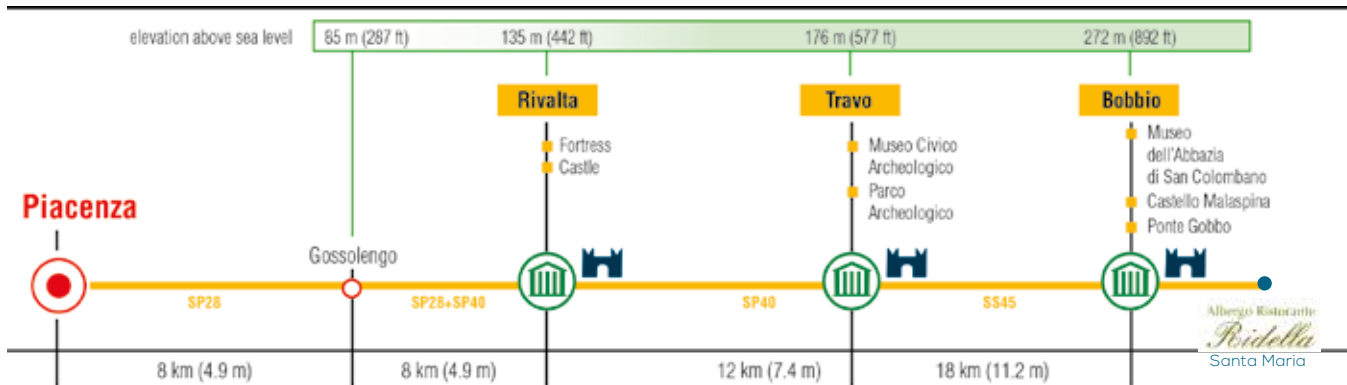 elevation above sea level
85 m (287 ft)
135 m (442 ft)
176 m (577 ft)
272 m (892 ft)
Rivalta
Travo
Bobbio
Fortress
Castle
Museo Civico
Archeologico
Parco
Archeologico
Museo
dell'Abbazia
di San Colombano
Castello Malaspina
Ponte Gobbo
Piacenza
Gossolengo
SP28
SP28+SP40
SP40
SS45
Albergo Ristorante
Ridella
Santa Maria
8 km (4.9 m)
8 km (4.9 m)
12 km (7.4 m)
18 km (11.2 m)